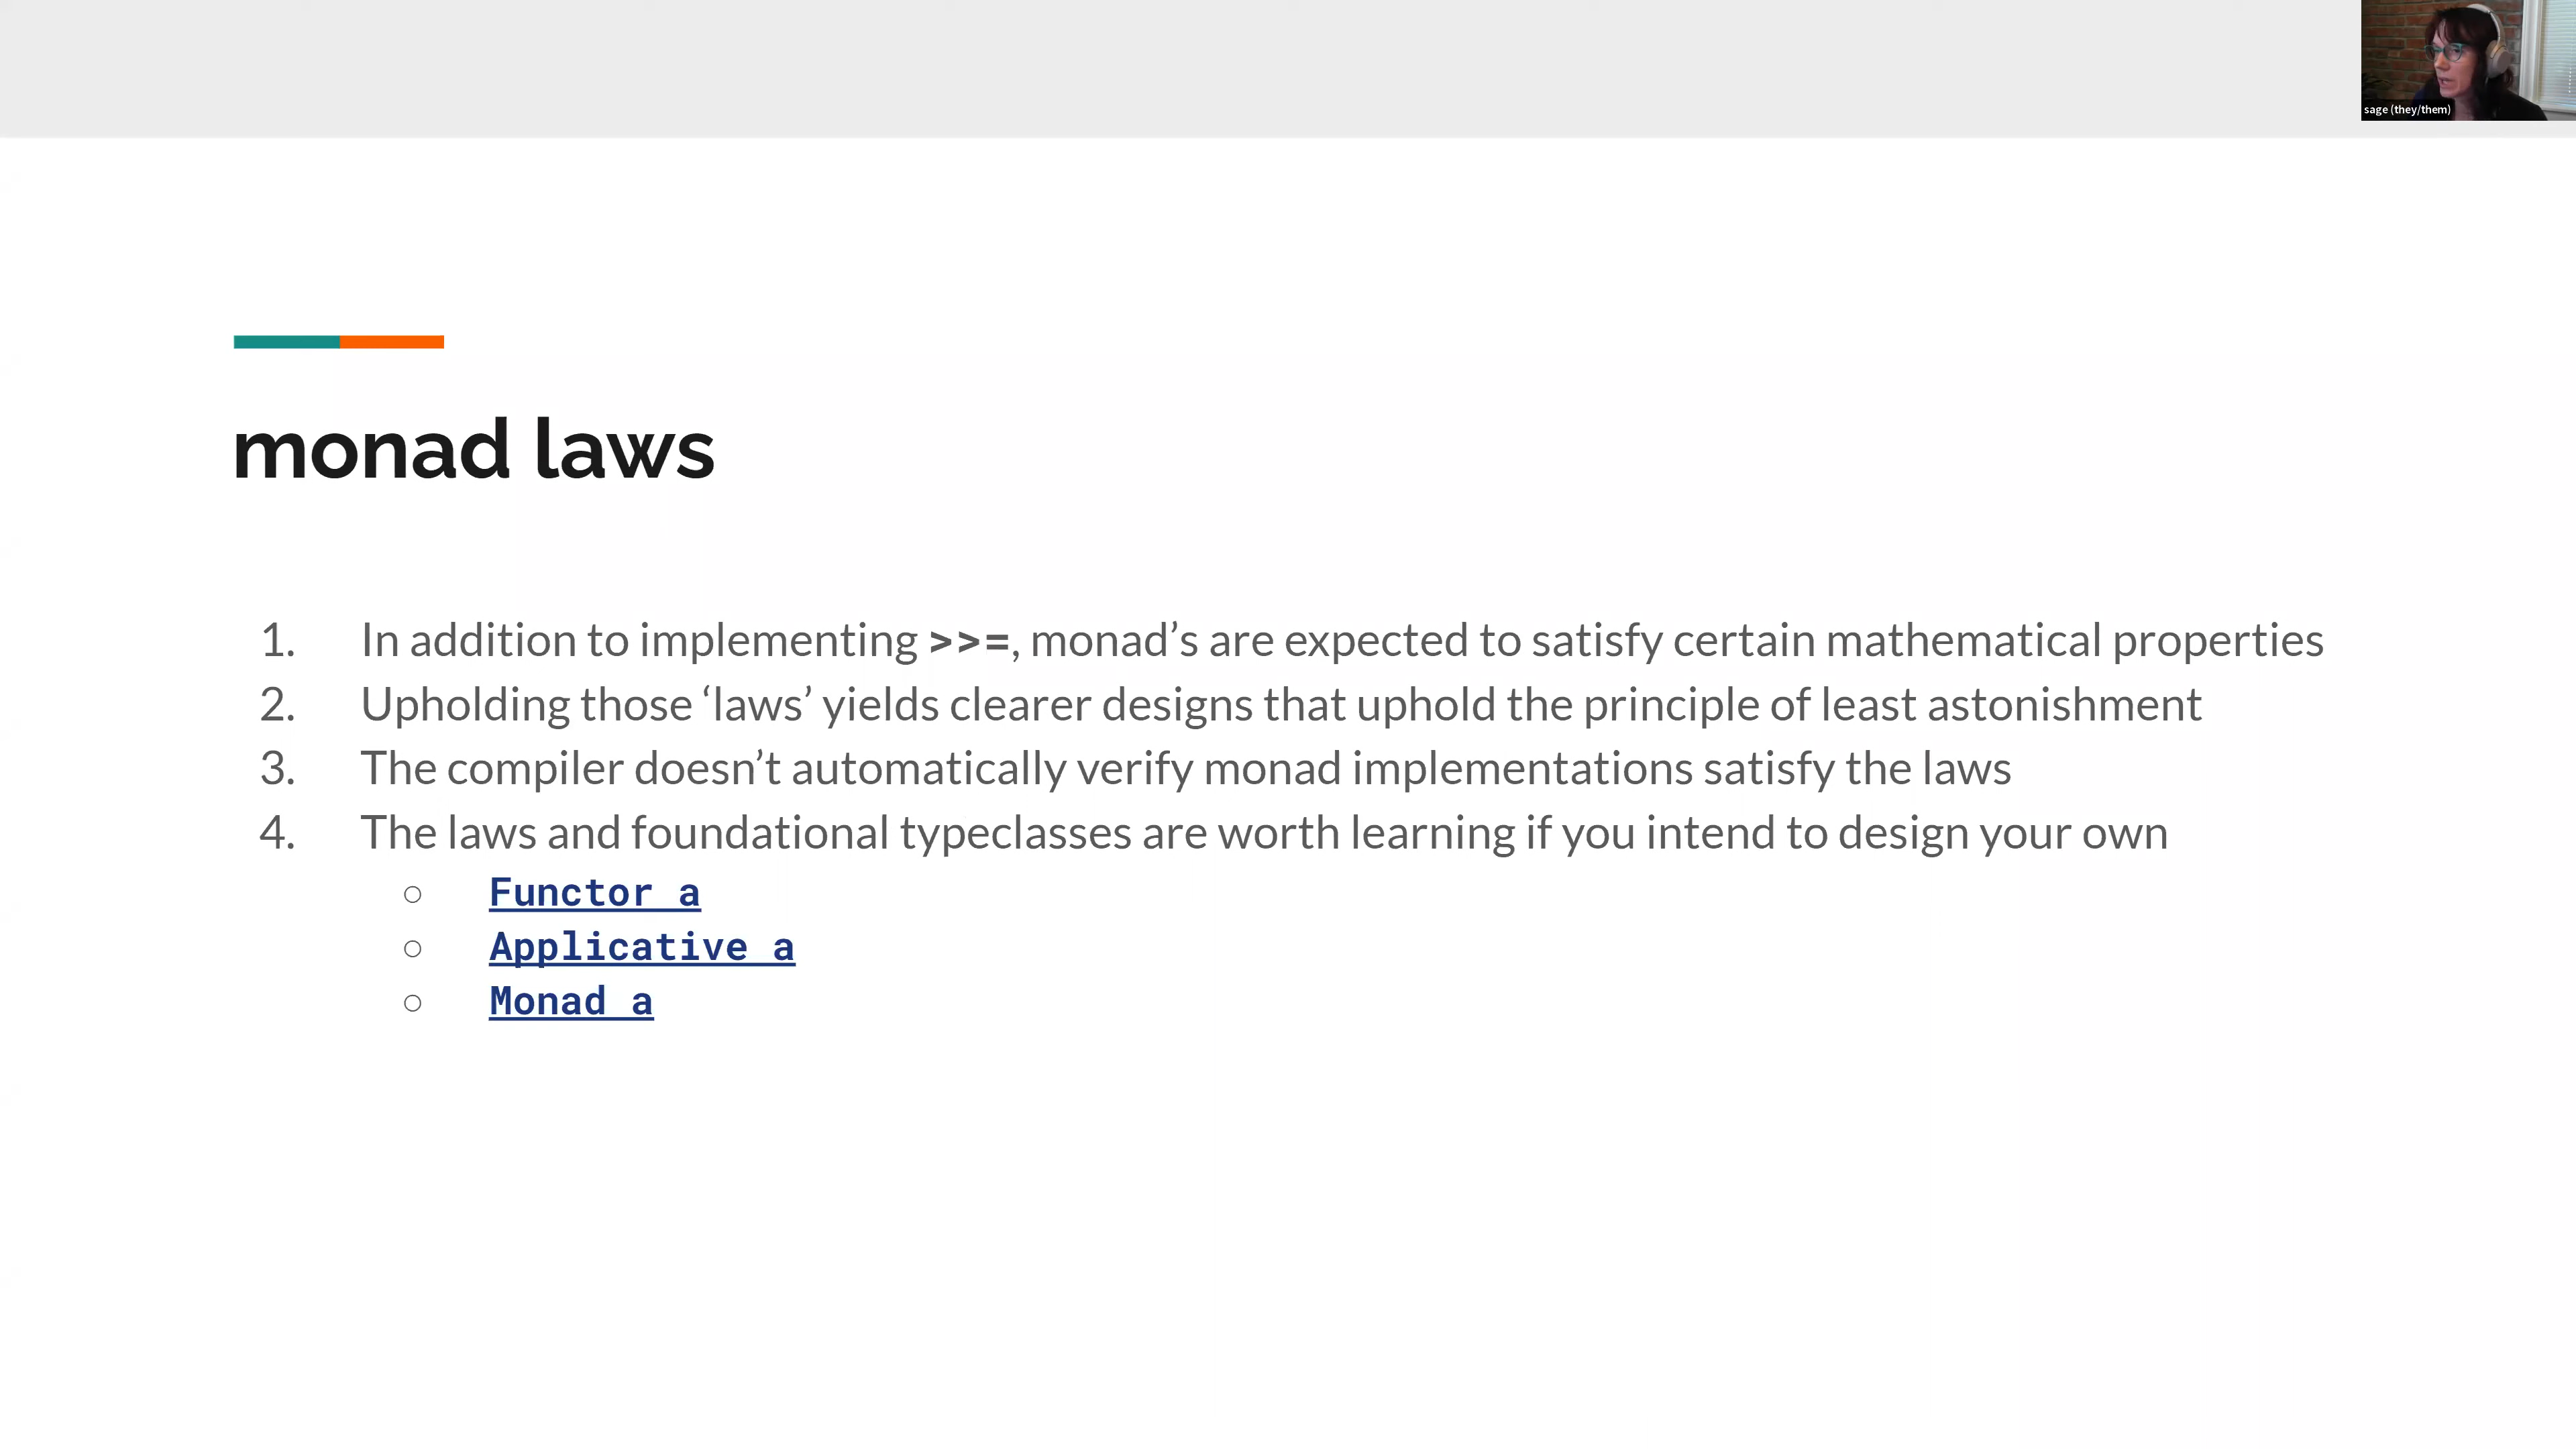 sage (they/them)
monad laws
1. In addition to implementing >>=, monad’s are expected to satisfy certain mathematical properties
2. Upholding those ‘laws’ yields clearer designs that uphold the principle of least astonishment
3. The compiler doesn’t automatically verify monad implementations satisfy the laws
4. The laws and foundational typeclasses are worth learning if you intend to design your own
○ Functor a
○ Applicative a
○ Monad a